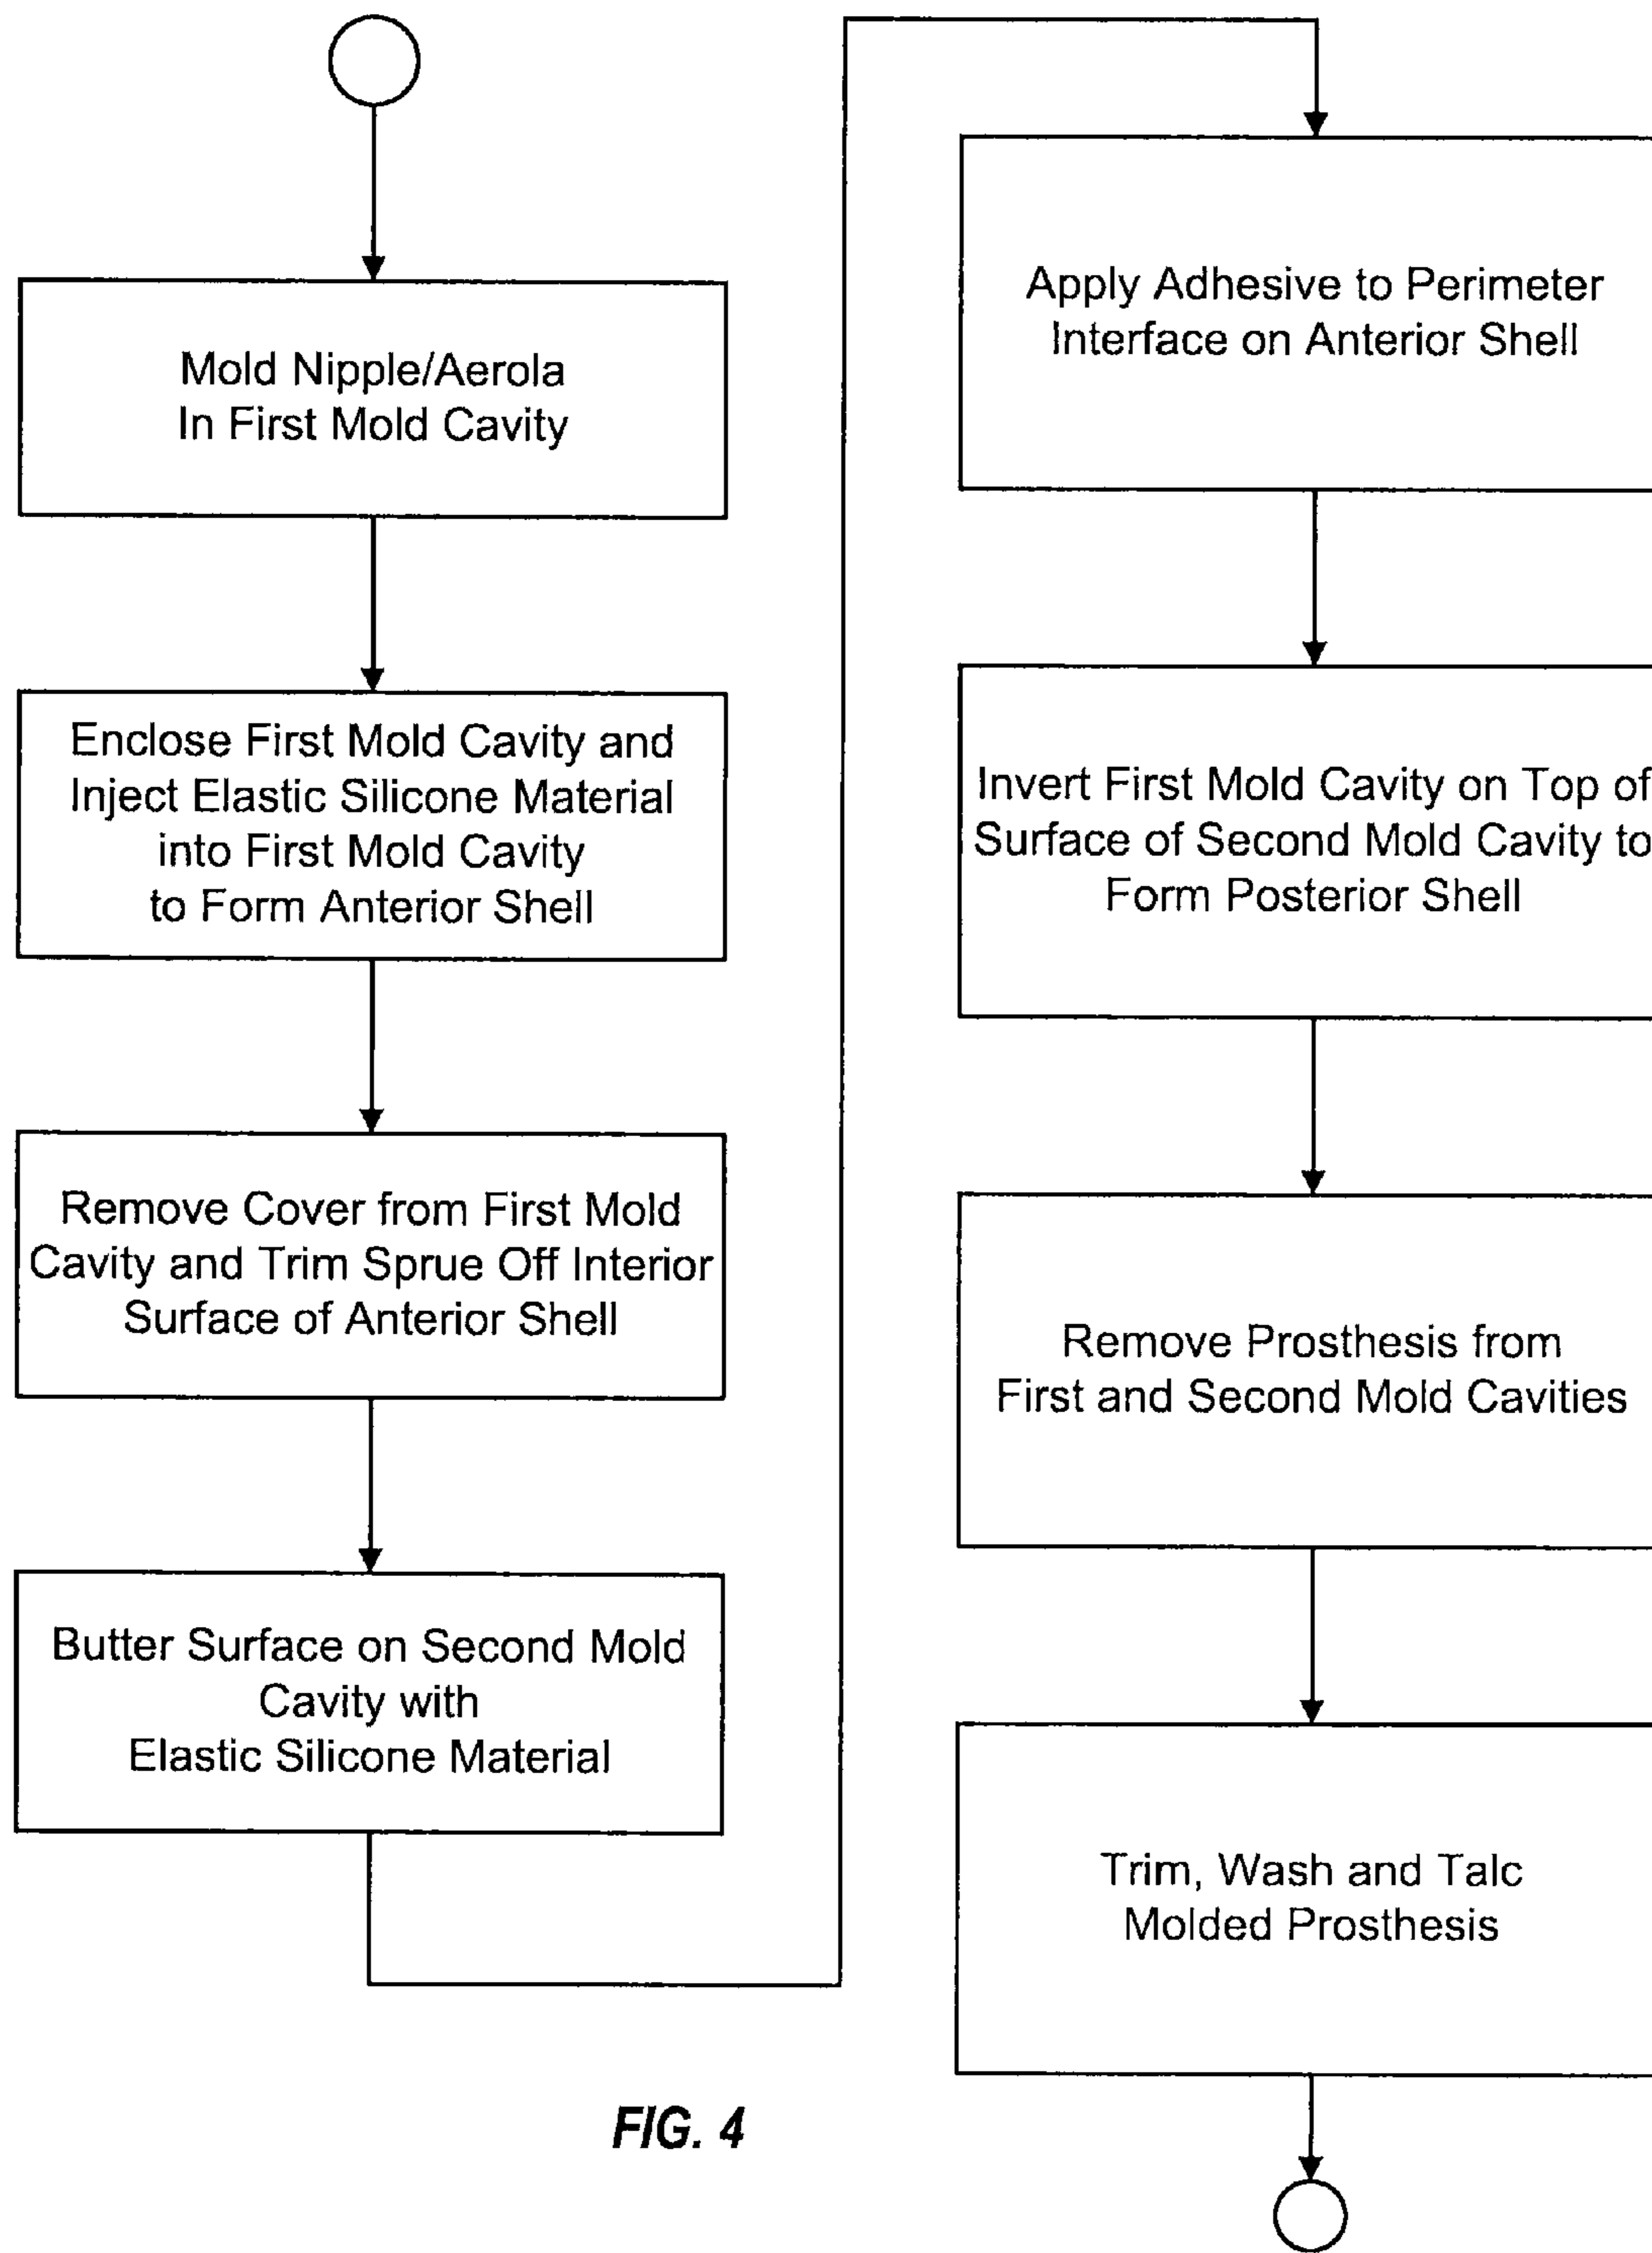 Mold Nipple/Aerola
In First Mold Cavity
Enclose First Mold Cavity and
Inject Elastic Silicone Material
into First Mold Cavity
to Form Anterior Shell
Remove Cover from First Mold
Cavity and Trim Sprue Off Interior
Surface of Anterior Shell
Butter Surface on Second Mold
Cavity with
Elastic Silicone Material
Apply Adhesive to Perimeter
Interface on Anterior Shell
Invert First Mold Cavity on Top of
Surface of Second Mold Cavity to
Form Posterior Shell
Remove Prosthesis from
First and Second Mold Cavities
Trim, Wash and Talc
Molded Prosthesis
FIG. 4